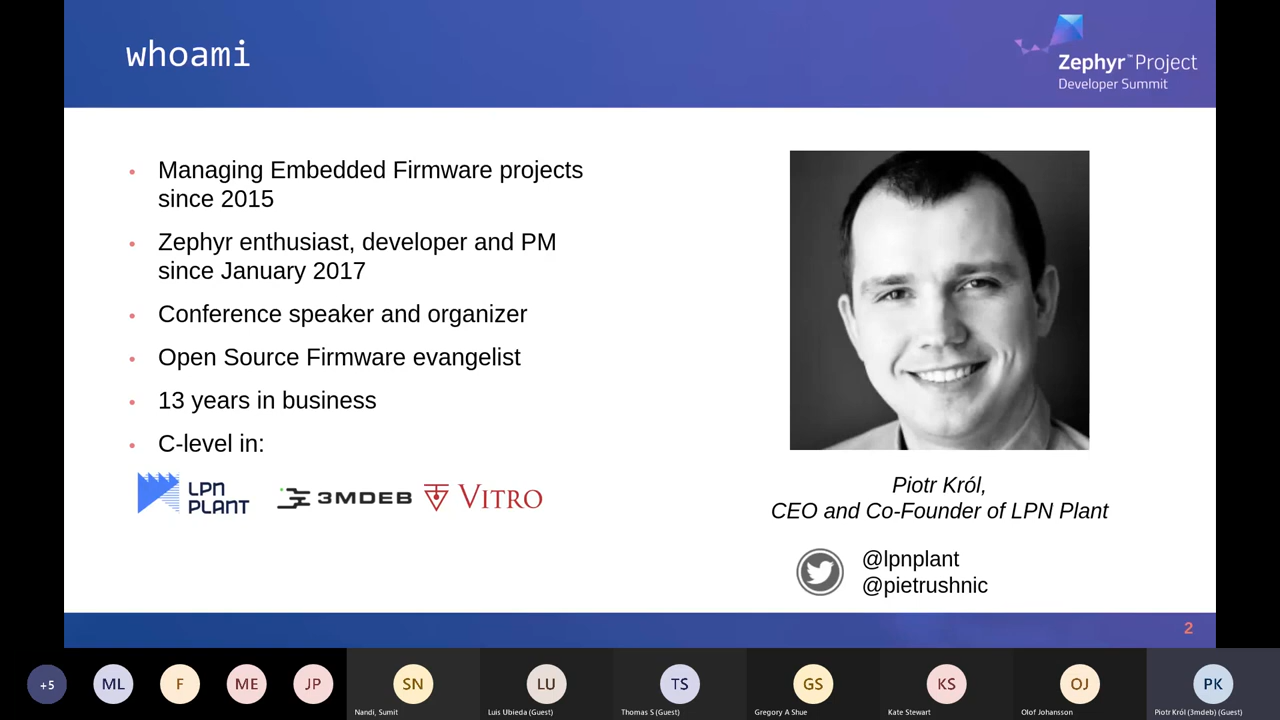 whoami
Zephyr™Project
Developer Summit
• Managing Embedded Firmware projects
since 2015
• Zephyr enthusiast, developer and PM
since January 2017
• Conference speaker and organizer
• Open Source Firmware evangelist
• 13 years in business
• C-level in:
LPN
PLANT
3MDEB
VITRO
Piotr Król,
CEO and Co-Founder of LPN Plant
@lpnplant
@pietrushnic
2
+5
ML
F
ME
JP
SN
LU
TS
GS
KS
OJ
PK
Nandi, Sumit
Luis Ubieda (Guest)
Thomas S (Guest)
Gregory A Shue
Kate Stewart
Olof Johansson
Piotr Król (3mdeb) (Guest)